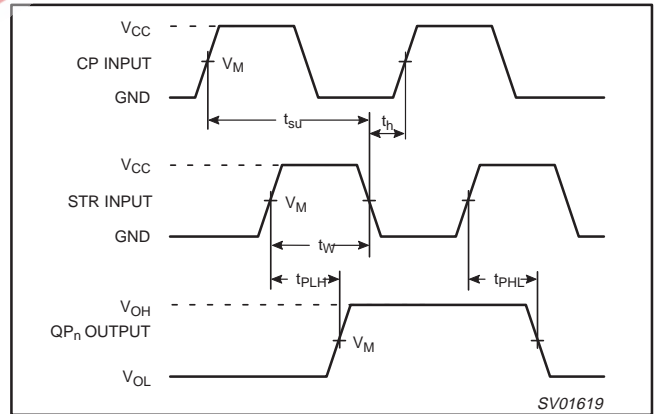 VCC
CP INPUT
VM
GND
tsu
th
VCC
STR INPUT
VM
GND
tW
tPLH
tPHL
VOH
QPn OUTPUT
VM
VOL
SV01619